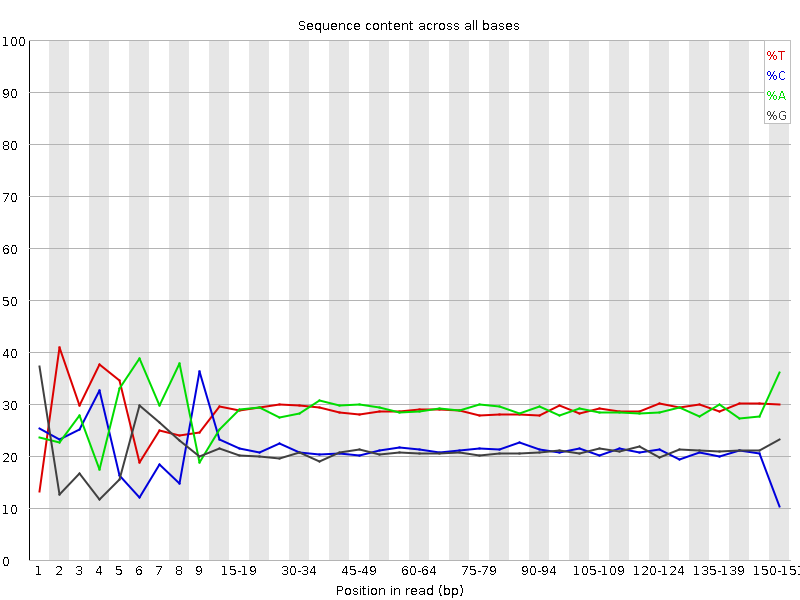 Sequence content across all bases
100
90
80
70
60
50
40
30
20
10
0
%T
%C
%A
%G
1 2 3 4 5 6 7 8 9 15-19 30-34 45-49 60-64 75-79 90-94 105-109 120-124 135-139 150-151
Position in read (bp)